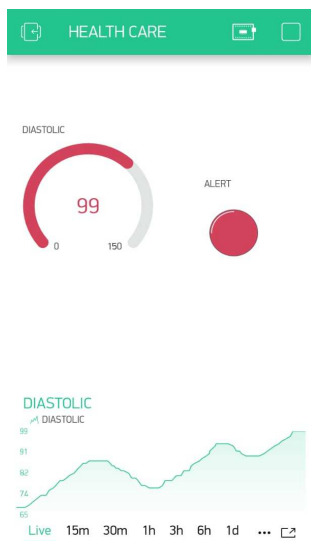 HEALTH CARE
DIASTOLIC
99
0 150
ALERT
DIASTOLIC
DIASTOLIC
99
91
82
74
65
Live 15m 30m 1h 3h 6h 1d ...